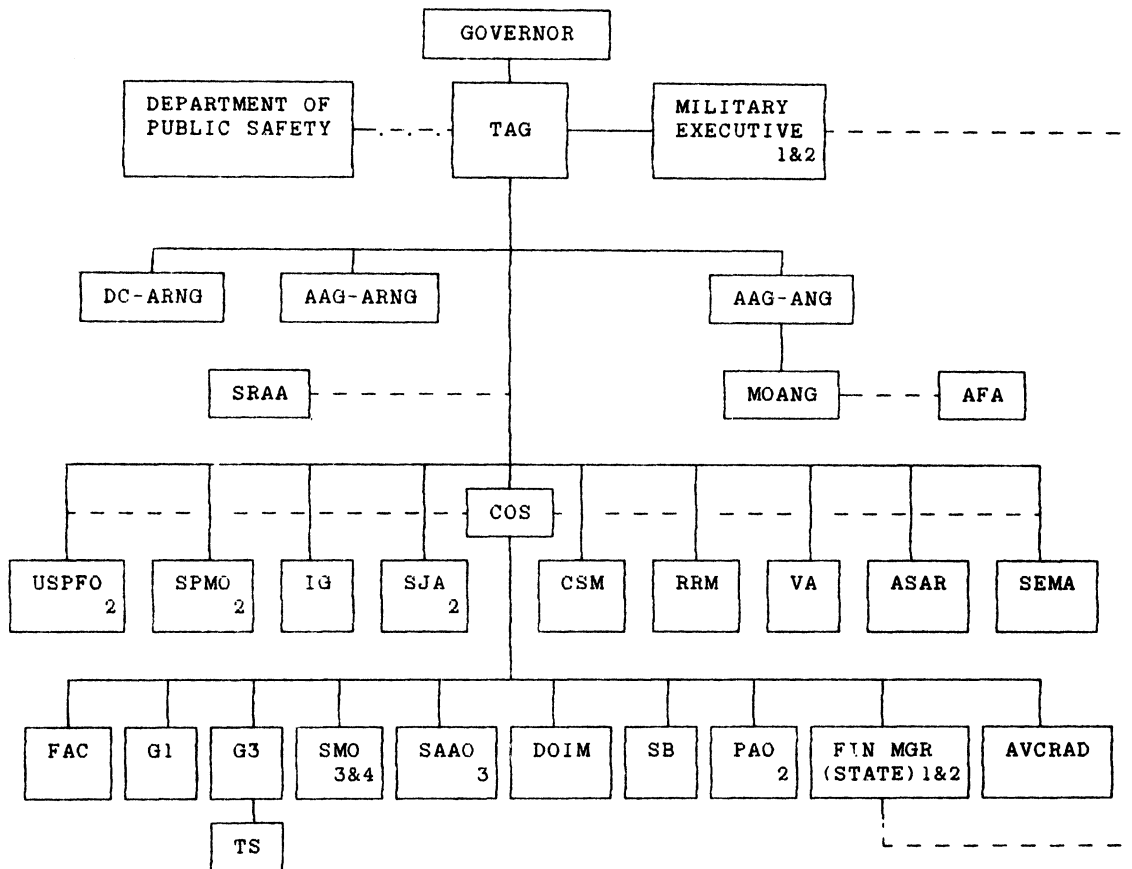 GOVERNOR
DEPARTMENT OF
PUBLIC SAFETY
TAG
MILITARY
EXECUTIVE
1&2
DC-ARNG
AAG-ARNG
AAG-ANG
SRAA
MOANG
AFA
COS
USPFO
2
SPMO
2
IG
SJA
2
CSM
RRM
VA
ASAR
SEMA
FAC
G1
G3
SMO
3&4
SAAO
3
DOIM
SB
PAO
2
FIN MGR
(STATE) 1&2
AVCRAD
TS